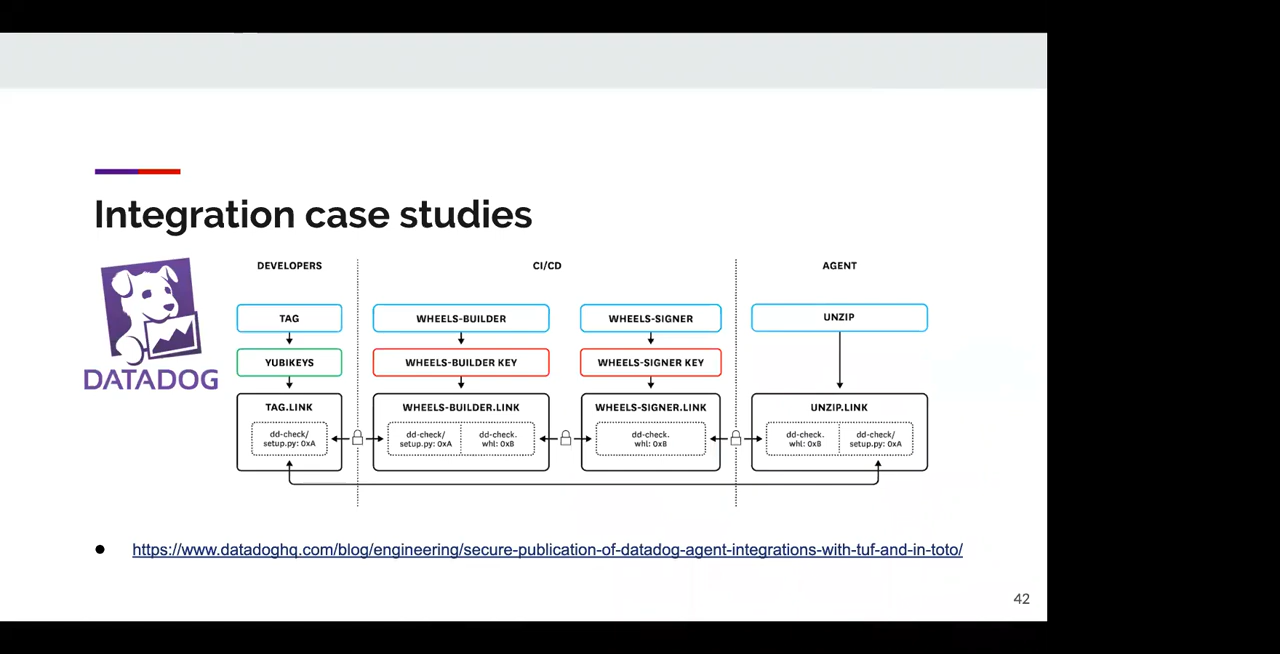 Integration case studies
DATADOG
DEVELOPERS
CI/CD
AGENT
TAG
WHEELS-BUILDER
WHEELS-SIGNER
UNZIP
YUBIKEYS
WHEELS-BUILDER KEY
WHEELS-SIGNER KEY
TAG.LINK
WHEELS-BUILDER.LINK
WHEELS-SIGNER.LINK
UNZIP.LINK
dd-check/
setup.py: 0xA
dd-check/
setup.py: 0xA
dd-check.
whl: 0xB
dd-check.
whl: 0xB
dd-check.
whl: 0xB
dd-check/
setup.py: 0xA
● https://www.datadoghq.com/blog/engineering/secure-publication-of-datadog-agent-integrations-with-tuf-and-in-toto/
42